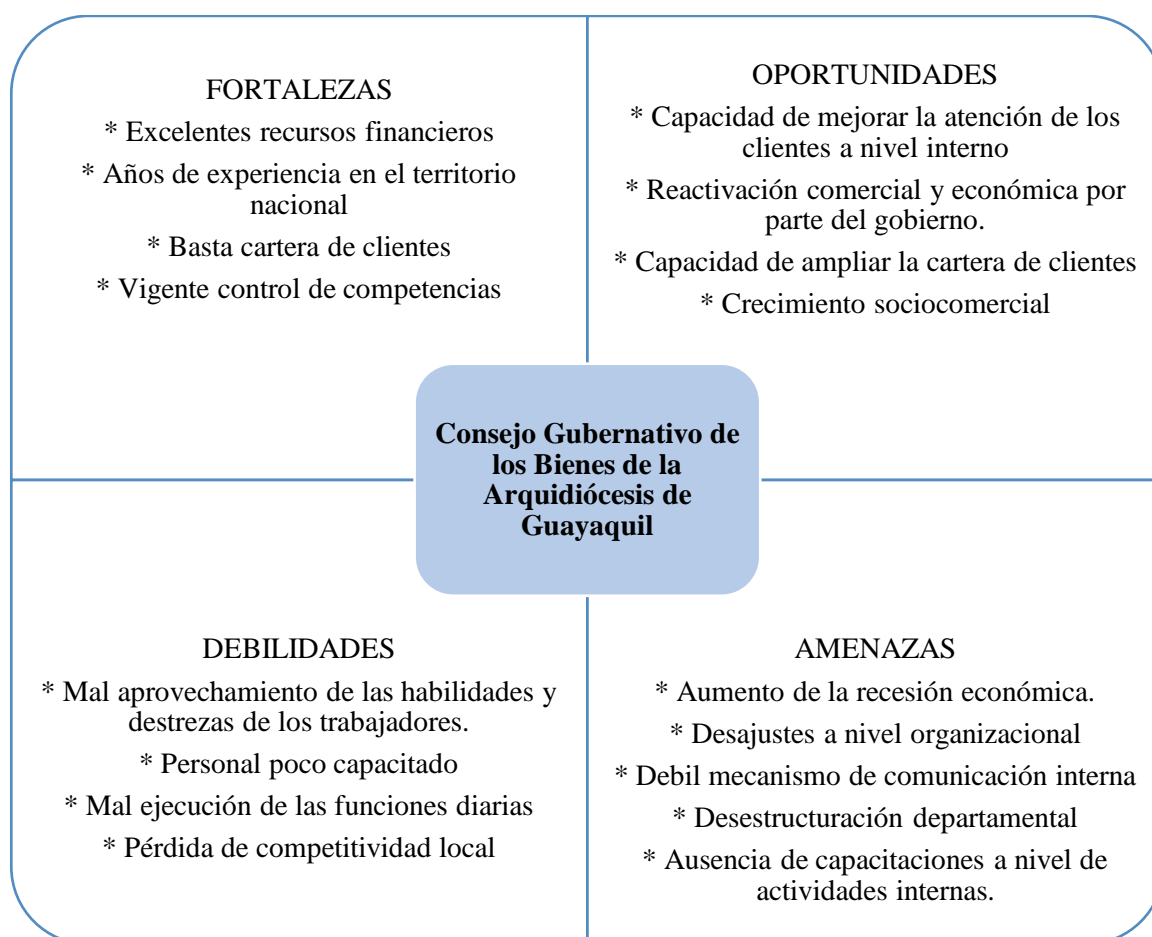 FORTALEZAS
* Excelentes recursos financieros
* Años de experiencia en el territorio
nacional
* Basta cartera de clientes
* Vigente control de competencias
OPORTUNIDADES
* Capacidad de mejorar la atención de los
clientes a nivel interno
* Reactivación comercial y económica por
parte del gobierno.
* Capacidad de ampliar la cartera de clientes
* Crecimiento sociocomercial
Consejo Gubernativo de
los Bienes de la
Arquidiócesis de
Guayaquil
DEBILIDADES
* Mal aprovechamiento de las habilidades y
destrezas de los trabajadores.
* Personal poco capacitado
* Mal ejecución de las funciones diarias
* Pérdida de competitividad local
AMENAZAS
* Aumento de la recesión económica.
* Desajustes a nivel organizacional
* Debil mecanismo de comunicación interna
* Desestructuración departamental
* Ausencia de capacitaciones a nivel de
actividades internas.